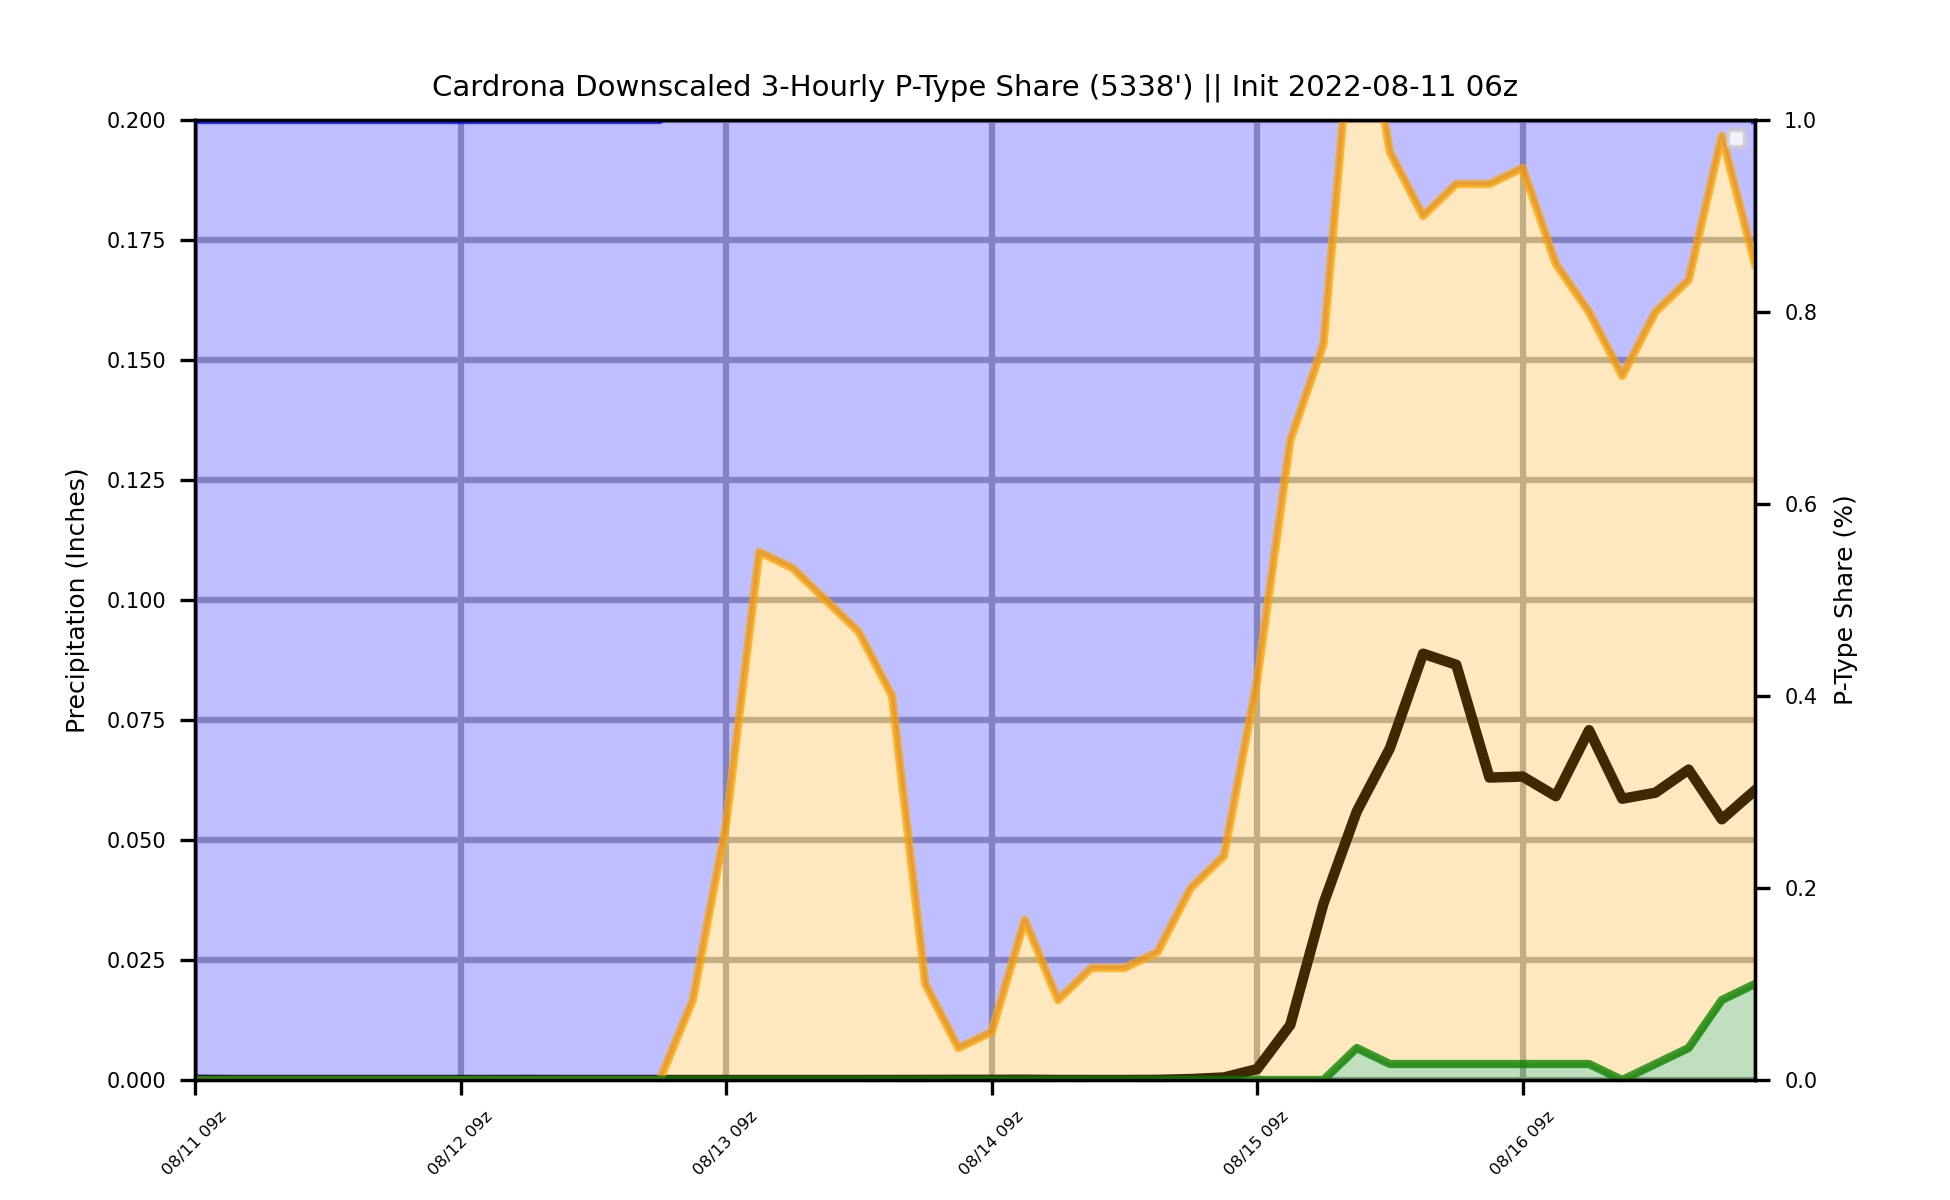 Cardrona Downscaled 3-Hourly P-Type Share (5338') || Init 2022-08-11 06z
0.200
0.175
0.150
0.125
0.100
0.075
0.050
0.025
0.000
Precipitation (Inches)
1.0
0.8
0.6
0.4
0.2
0.0
P-Type Share (%)
08/11 09z
08/12 09z
08/13 09z
08/14 09z
08/15 09z
08/16 09z